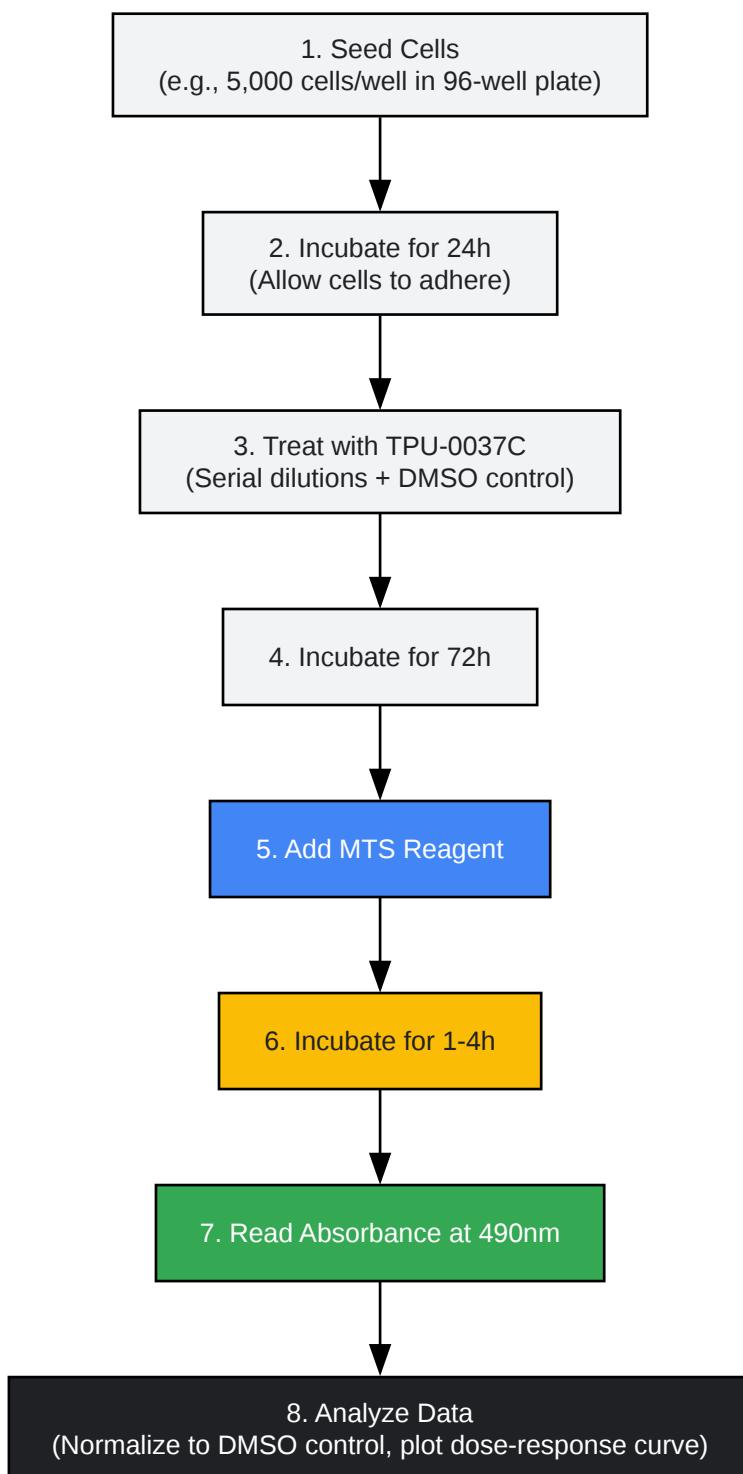 1. Seed Cells
(e.g., 5,000 cells/well in 96-well plate)
2. Incubate for 24h
(Allow cells to adhere)
3. Treat with TPU-0037C
(Serial dilutions + DMSO control)
4. Incubate for 72h
5. Add MTS Reagent
6. Incubate for 1-4h
7. Read Absorbance at 490nm
8. Analyze Data
(Normalize to DMSO control, plot dose-response curve)